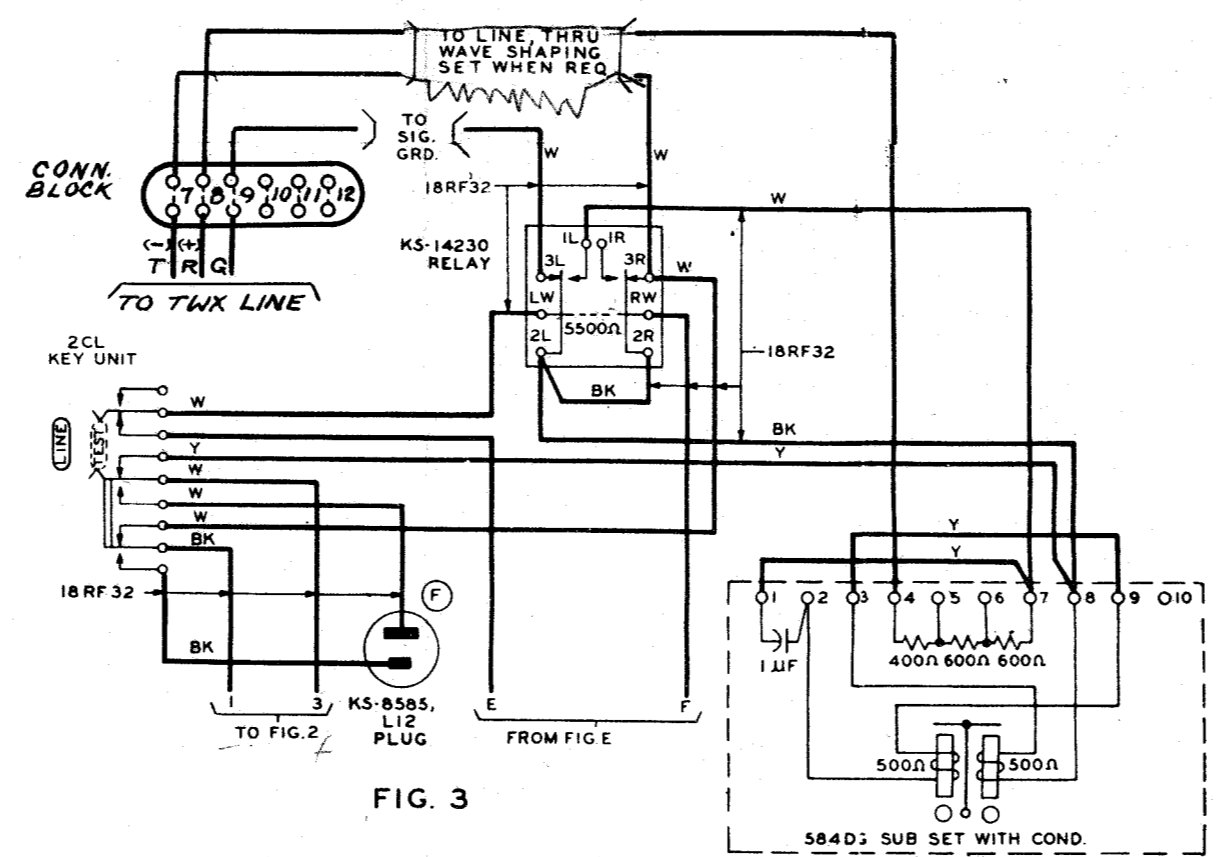 TO LINE, THRU
WAVE SHAPING
SET WHEN REQ
TO
SIG.
GRD.
W
W
CONN.
BLOCK
7 8 9 10 11 12
18RF32
W
(-) (+)
T R G
TO TWX LINE
KS-14230
RELAY
1L 1R
3L 3R
W
LW RW
5500Ω
2L 2R
18RF32
BK
2CL
KEY UNIT
LINE
TEST
W
Y
W
W
W
BK
BK
Y
18RF32
F
BK
Y
Y
1 2 3 4 5 6 7 8 9 10
1 µF
400Ω 600Ω 600Ω
1 3
TO FIG.2
KS-8585,
L12
PLUG
E F
FROM FIG E
500Ω 500Ω
FIG. 3
SUB SET WITH COND.